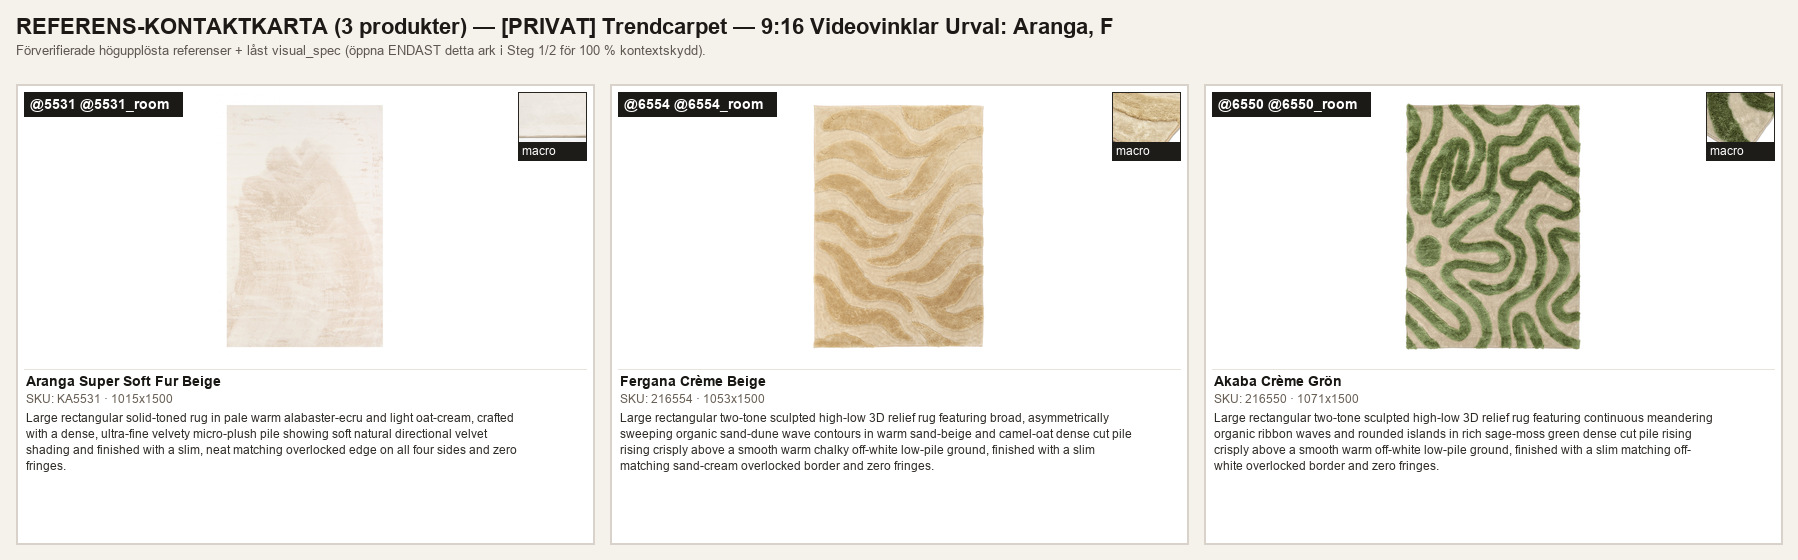 REFERENS-KONTAKTKARTA (3 produkter) — [PRIVAT] Trendcarpet — 9:16 Videovinklar Urval: Aranga, F
Förverifierade högupplösta referenser + låst visual_spec (öppna ENDAST detta ark i Steg 1/2 för 100 % kontextskydd).
@5531 @5531_room
macro
Aranga Super Soft Fur Beige
SKU: KA5531 · 1015x1500
Large rectangular solid-toned rug in pale warm alabaster-ecru and light oat-cream, crafted
with a dense, ultra-fine velvety micro-plush pile showing soft natural directional velvet
shading and finished with a slim, neat matching overlocked edge on all four sides and zero
fringes.
@6554 @6554_room
macro
Fergana Crème Beige
SKU: 216554 · 1053x1500
Large rectangular two-tone sculpted high-low 3D relief rug featuring broad, asymmetrically
sweeping organic sand-dune wave contours in warm sand-beige and camel-oat dense cut pile
rising crisply above a smooth warm chalky off-white low-pile ground, finished with a slim
matching sand-cream overlocked border and zero fringes.
@6550 @6550_room
macro
Akaba Crème Grön
SKU: 216550 · 1071x1500
Large rectangular two-tone sculpted high-low 3D relief rug featuring continuous meandering
organic ribbon waves and rounded islands in rich sage-moss green dense cut pile rising
crisply above a smooth warm off-white low-pile ground, finished with a slim matching off-
white overlocked border and zero fringes.